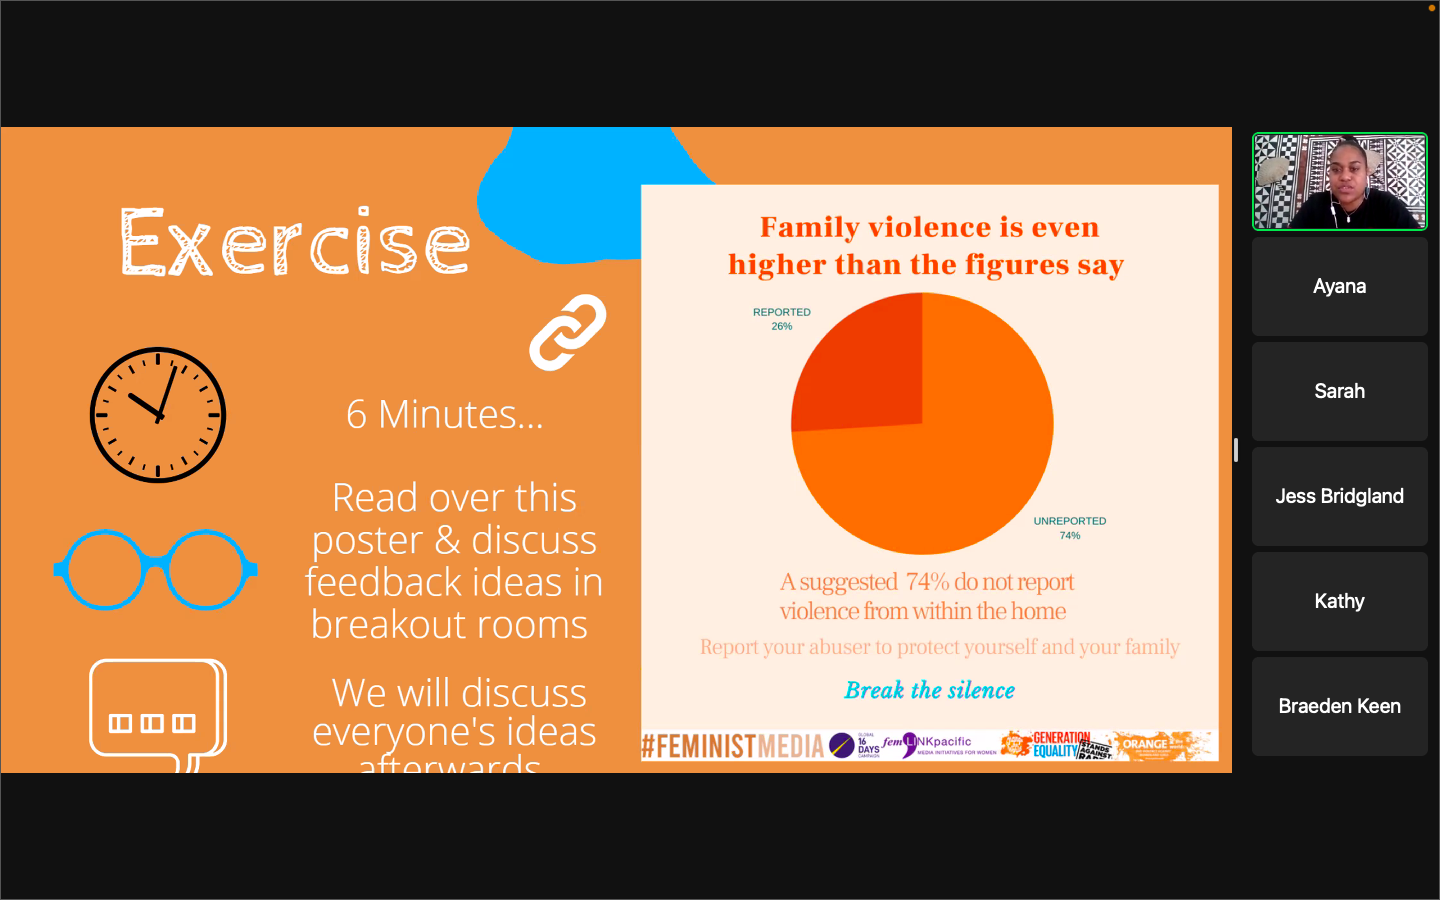 Exercise
6 Minutes...
Read over this
poster & discuss
feedback ideas in
breakout rooms
We will discuss
everyone's ideas
afterwards
Family violence is even
higher than the figures say
REPORTED
26%
UNREPORTED
74%
A suggested 74% do not report
violence from within the home
Report your abuser to protect yourself and your family
Break the silence
#FEMINISTMEDIA
GLOBAL
16
DAYS
CAMPAIGN
femLINKpacific
MEDIA INITIATIVES FOR WOMEN
GENERATION
EQUALITY
STANDS
AGAINST
ORANGE
Ayana
Sarah
Jess Bridgland
Kathy
Braeden Keen